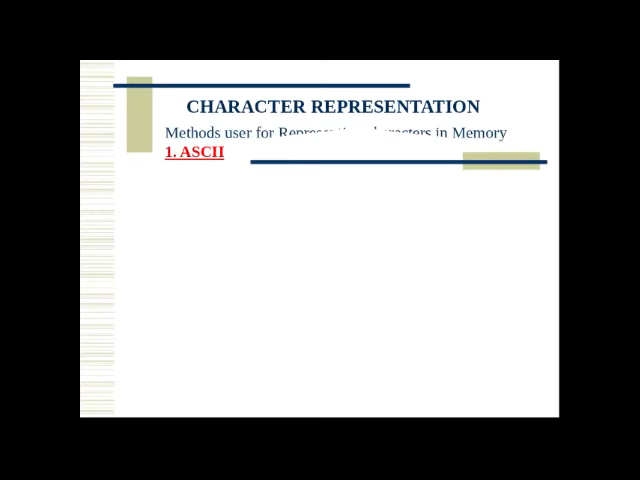 CHARACTER REPRESENTATION
Methods user for Representing characters in Memory
1. ASCII